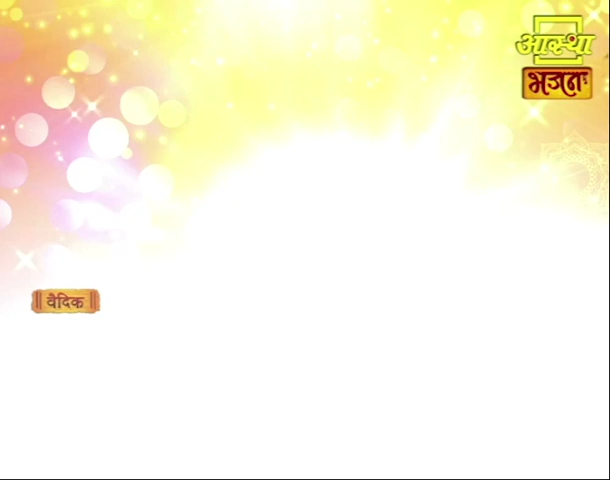 आस्था
भजन
॥ वैदिक ॥